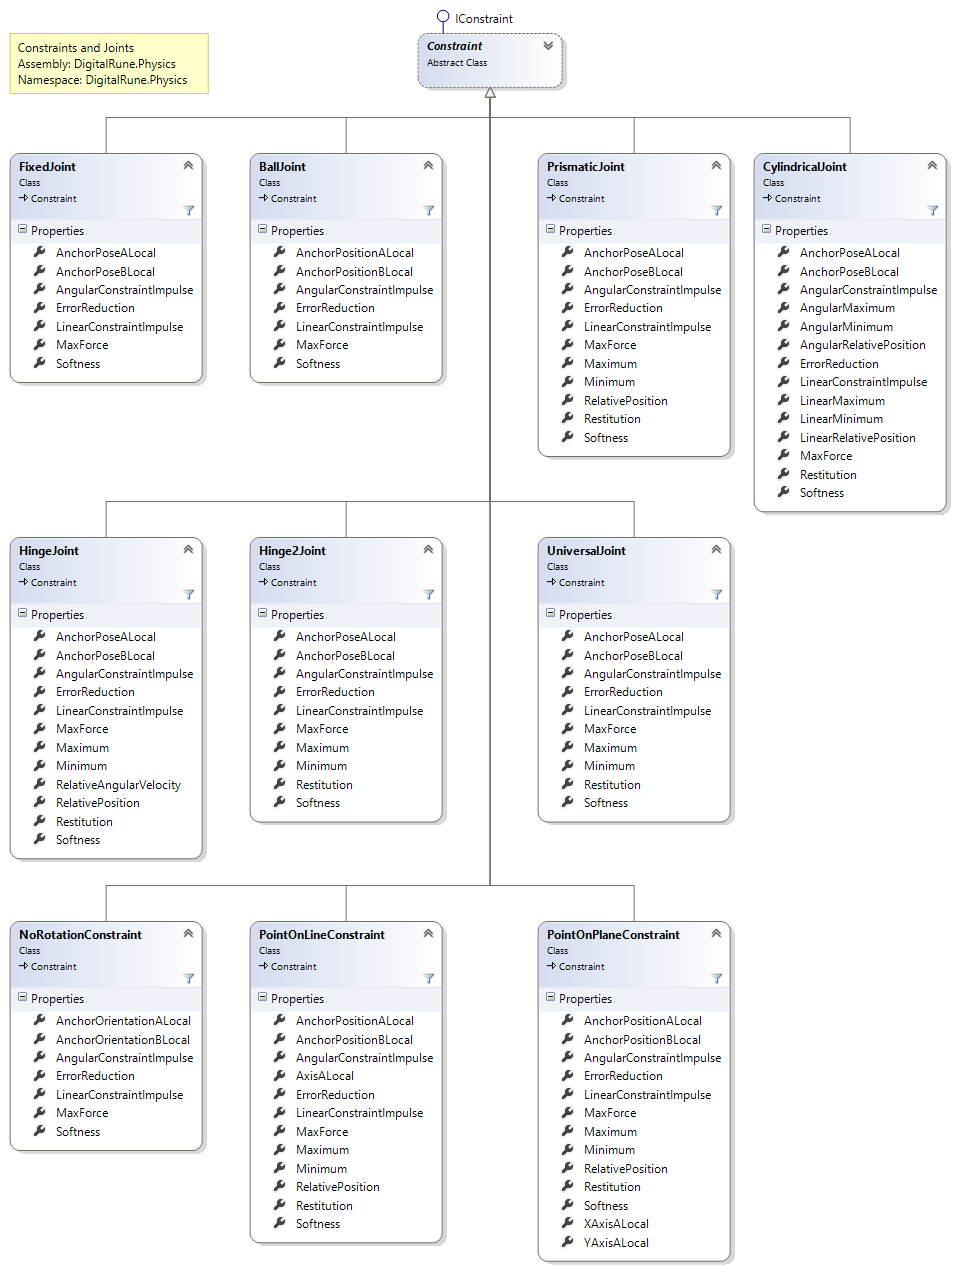 IConstraint
Constraints and Joints
Assembly: DigitalRune.Physics
Namespace: DigitalRune.Physics
Constraint
Abstract Class
FixedJoint
Class
Constraint
Properties
AnchorPoseALocal
AnchorPoseBLocal
AngularConstraintImpulse
ErrorReduction
LinearConstraintImpulse
MaxForce
Softness
BallJoint
Class
Constraint
Properties
AnchorPositionALocal
AnchorPositionBLocal
AngularConstraintImpulse
ErrorReduction
LinearConstraintImpulse
MaxForce
Softness
PrismaticJoint
Class
Constraint
Properties
AnchorPoseALocal
AnchorPoseBLocal
AngularConstraintImpulse
ErrorReduction
LinearConstraintImpulse
MaxForce
Maximum
Minimum
RelativePosition
Restitution
Softness
CylindricalJoint
Class
Constraint
Properties
AnchorPoseALocal
AnchorPoseBLocal
AngularConstraintImpulse
AngularMaximum
AngularMinimum
AngularRelativePosition
ErrorReduction
LinearConstraintImpulse
LinearMaximum
LinearMinimum
LinearRelativePosition
MaxForce
Restitution
Softness
HingeJoint
Class
Constraint
Properties
AnchorPoseALocal
AnchorPoseBLocal
AngularConstraintImpulse
ErrorReduction
LinearConstraintImpulse
MaxForce
Maximum
Minimum
RelativeAngularVelocity
RelativePosition
Restitution
Softness
Hinge2Joint
Class
Constraint
Properties
AnchorPoseALocal
AnchorPoseBLocal
AngularConstraintImpulse
ErrorReduction
LinearConstraintImpulse
MaxForce
Maximum
Minimum
Restitution
Softness
UniversalJoint
Class
Constraint
Properties
AnchorPoseALocal
AnchorPoseBLocal
AngularConstraintImpulse
ErrorReduction
LinearConstraintImpulse
MaxForce
Maximum
Minimum
Restitution
Softness
NoRotationConstraint
Class
Constraint
Properties
AnchorOrientationALocal
AnchorOrientationBLocal
AngularConstraintImpulse
ErrorReduction
LinearConstraintImpulse
MaxForce
Softness
PointOnLineConstraint
Class
Constraint
Properties
AnchorPositionALocal
AnchorPositionBLocal
AngularConstraintImpulse
AxisALocal
ErrorReduction
LinearConstraintImpulse
MaxForce
Maximum
Minimum
RelativePosition
Restitution
Softness
PointOnPlaneConstraint
Class
Constraint
Properties
AnchorPositionALocal
AnchorPositionBLocal
AngularConstraintImpulse
ErrorReduction
LinearConstraintImpulse
MaxForce
Maximum
Minimum
RelativePosition
Restitution
Softness
XAxisALocal
YAxisALocal